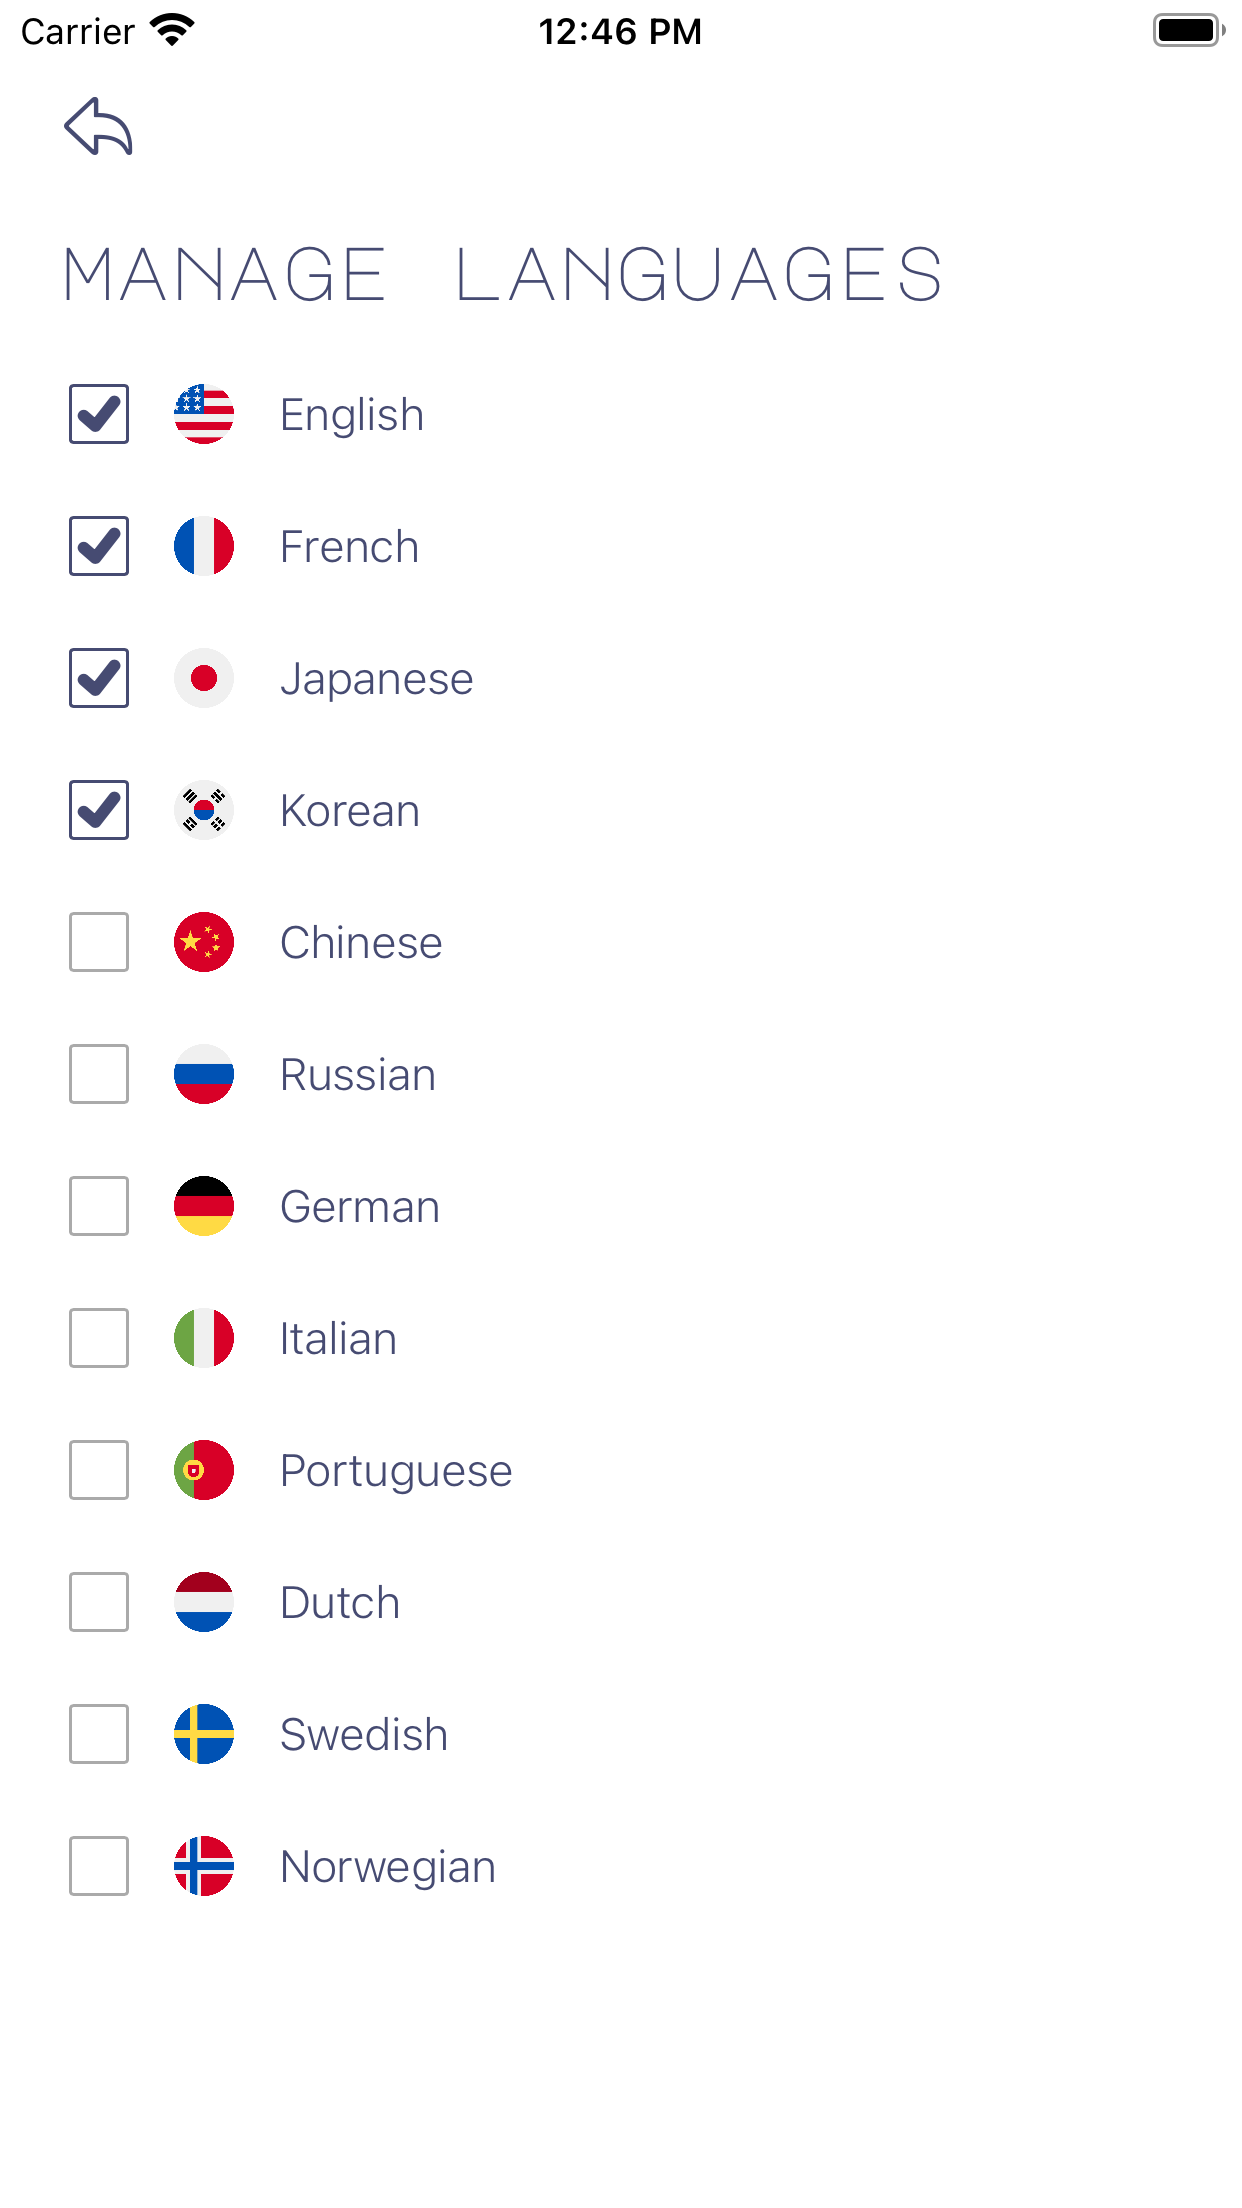 Carrier 12:46 PM
MANAGE LANGUAGES
English
French
Japanese
Korean
Chinese
Russian
German
Italian
Portuguese
Dutch
Swedish
Norwegian